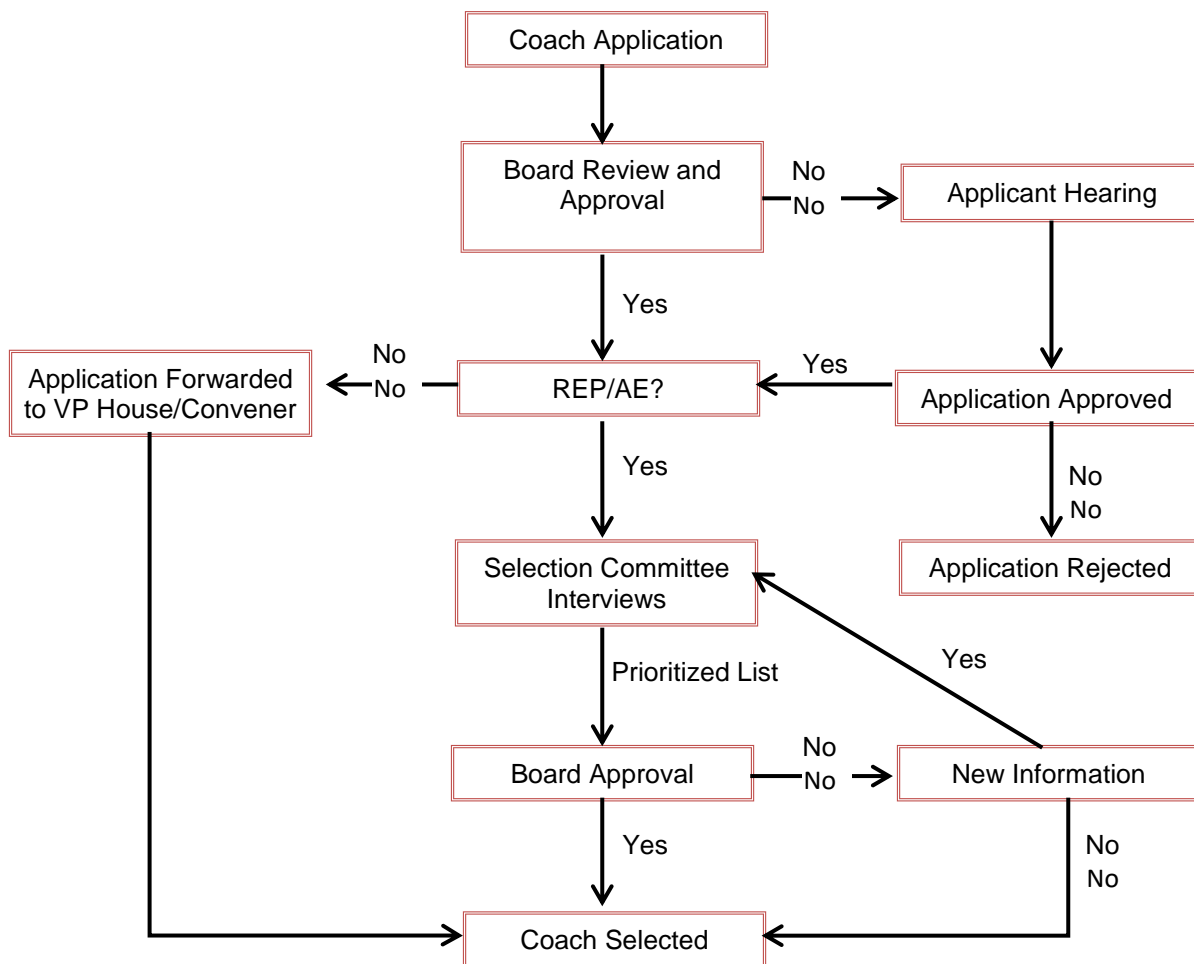 Coach Application
Board Review and
Approval
No
No
Applicant Hearing
Yes
No
No
Application Forwarded
to VP House/Convener
REP/AE?
Yes
Application Approved
Yes
No
No
Selection Committee
Interviews
Application Rejected
Yes
Prioritized List
Board Approval
No
No
New Information
Yes
No
No
Coach Selected